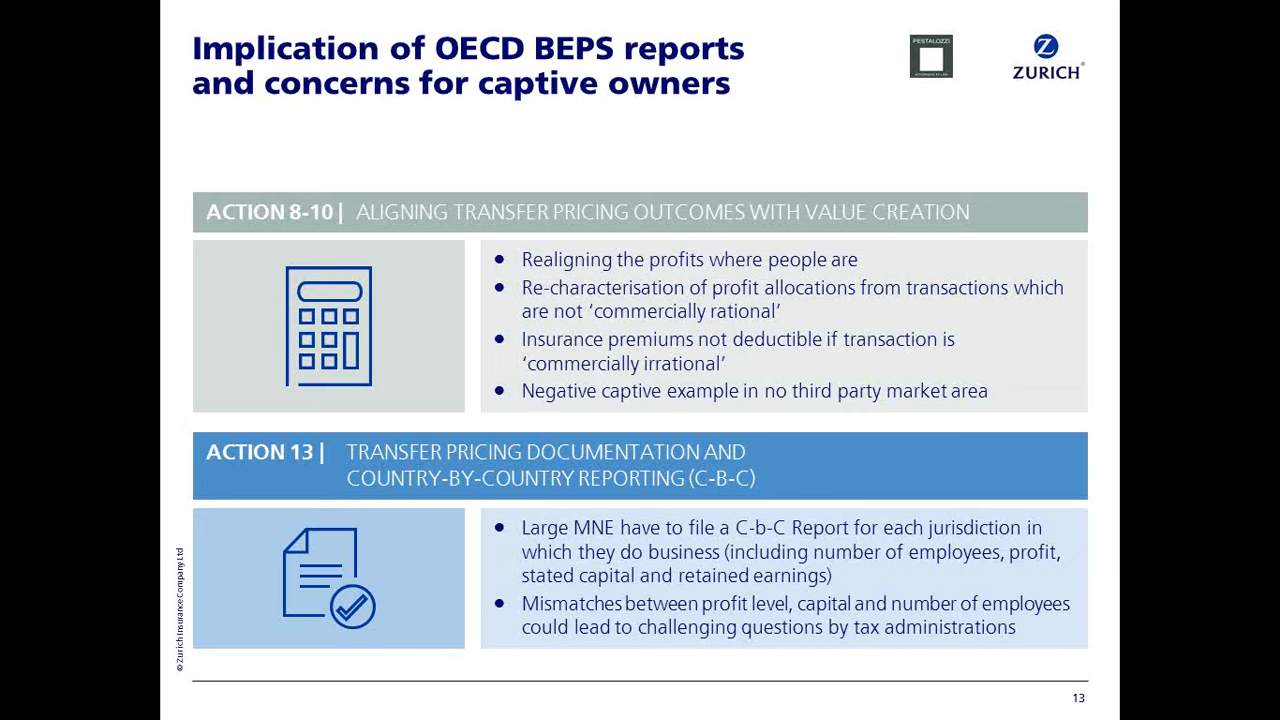 Implication of OECD BEPS reports
and concerns for captive owners
PESTALOZZI
ATTORNEYS AT LAW
ZURICH®
ACTION 8-10 | ALIGNING TRANSFER PRICING OUTCOMES WITH VALUE CREATION
● Realigning the profits where people are
● Re-characterisation of profit allocations from transactions which
are not ‘commercially rational’
● Insurance premiums not deductible if transaction is
‘commercially irrational’
● Negative captive example in no third party market area
ACTION 13 | TRANSFER PRICING DOCUMENTATION AND
COUNTRY-BY-COUNTRY REPORTING (C-B-C)
● Large MNE have to file a C-b-C Report for each jurisdiction in
which they do business (including number of employees, profit,
stated capital and retained earnings)
● Mismatches between profit level, capital and number of employees
could lead to challenging questions by tax administrations
© Zurich Insurance Company Ltd
13